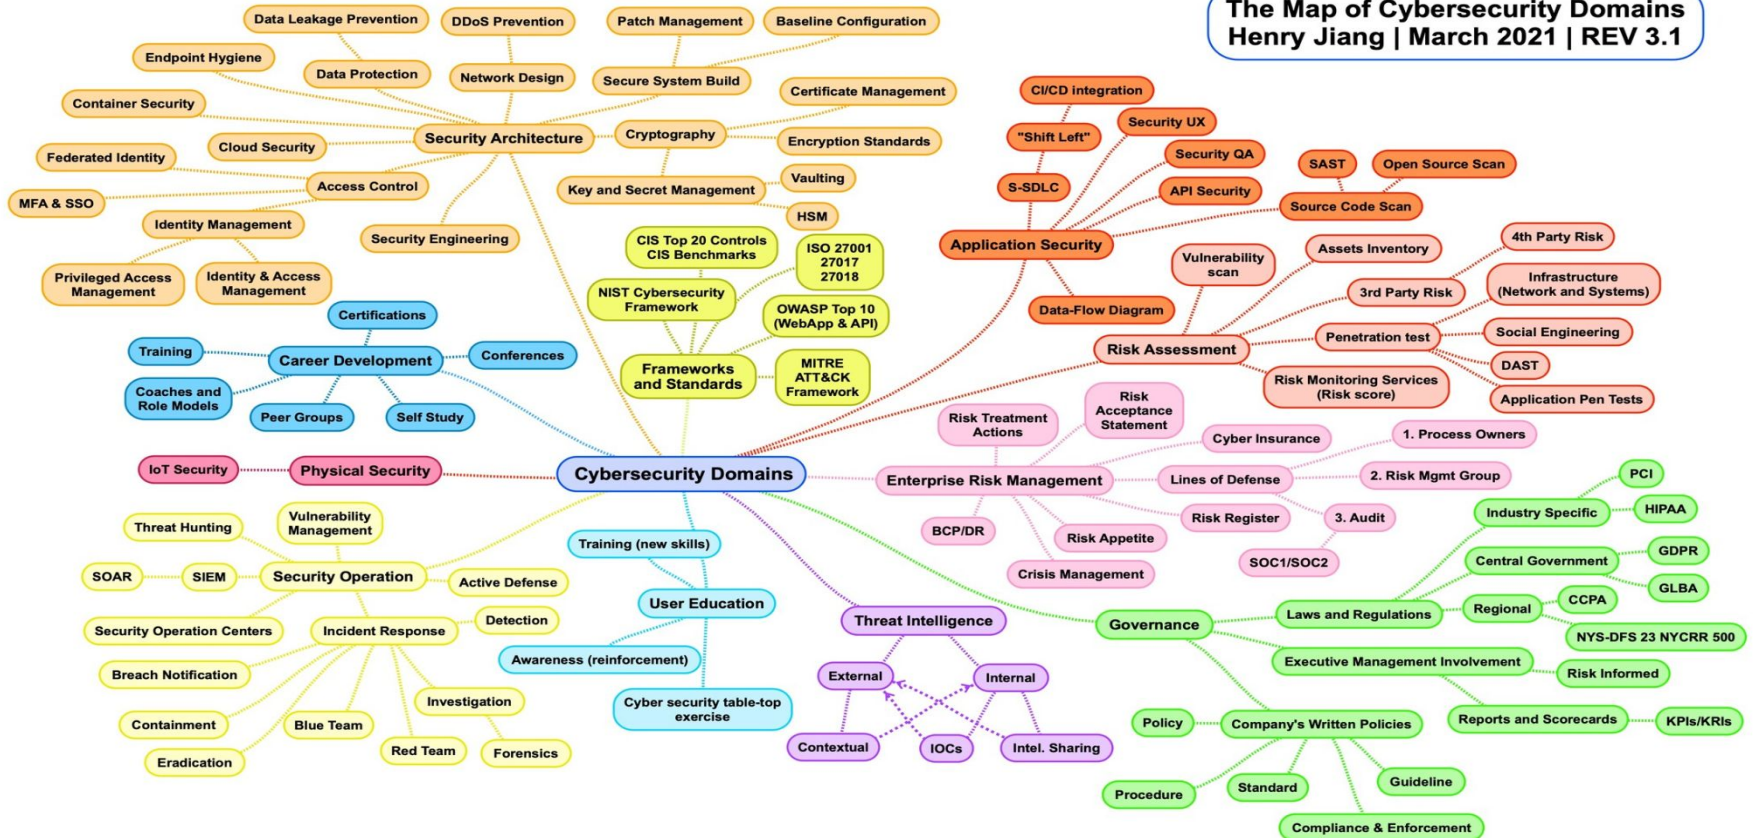 The Map of Cybersecurity Domains
Henry Jiang | March 2021 | REV 3.1
Data Leakage Prevention
DDoS Prevention
Patch Management
Baseline Configuration
Endpoint Hygiene
Data Protection
Network Design
Secure System Build
Container Security
Certificate Management
Security Architecture
Cryptography
Encryption Standards
Cloud Security
Federated Identity
Access Control
Key and Secret Management
Vaulting
HSM
MFA & SSO
Identity Management
Security Engineering
Privileged Access
Management
Identity & Access
Management
CI/CD integration
"Shift Left"
Security UX
Security QA
S-SDLC
API Security
SAST
Open Source Scan
Source Code Scan
Application Security
Data-Flow Diagram
CIS Top 20 Controls
CIS Benchmarks
ISO 27001
27017
27018
NIST Cybersecurity
Framework
OWASP Top 10
(WebApp & API)
Frameworks
and Standards
MITRE
ATT&CK
Framework
Vulnerability
scan
Assets Inventory
4th Party Risk
3rd Party Risk
Infrastructure
(Network and Systems)
Risk Assessment
Penetration test
Social Engineering
DAST
Application Pen Tests
Risk Monitoring Services
(Risk score)
Certifications
Training
Career Development
Conferences
Coaches and
Role Models
Peer Groups
Self Study
IoT Security
Physical Security
Cybersecurity Domains
Risk Treatment
Actions
Risk
Acceptance
Statement
Cyber Insurance
1. Process Owners
Enterprise Risk Management
Lines of Defense
2. Risk Mgmt Group
Risk Register
3. Audit
BCP/DR
Risk Appetite
SOC1/SOC2
Crisis Management
Threat Hunting
Vulnerability
Management
SOAR
SIEM
Security Operation
Active Defense
Security Operation Centers
Incident Response
Detection
Breach Notification
Investigation
Containment
Blue Team
Red Team
Forensics
Eradication
Training (new skills)
User Education
Awareness (reinforcement)
Cyber security table-top
exercise
Threat Intelligence
External
Internal
Contextual
IOCs
Intel. Sharing
PCI
Industry Specific
HIPAA
Central Government
GDPR
GLBA
Governance
Laws and Regulations
Regional
CCPA
NYS-DFS 23 NYCRR 500
Executive Management Involvement
Risk Informed
Reports and Scorecards
KPIs/KRIs
Policy
Company's Written Policies
Procedure
Standard
Guideline
Compliance & Enforcement